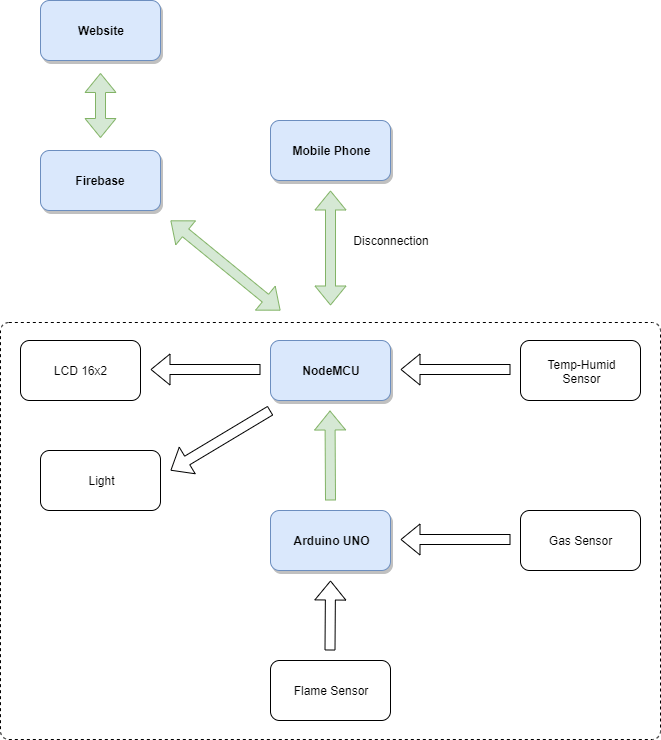 Website
Mobile Phone
Firebase
Disconnection
LCD 16x2
NodeMCU
Temp-Humid
Sensor
Light
Arduino UNO
Gas Sensor
Flame Sensor